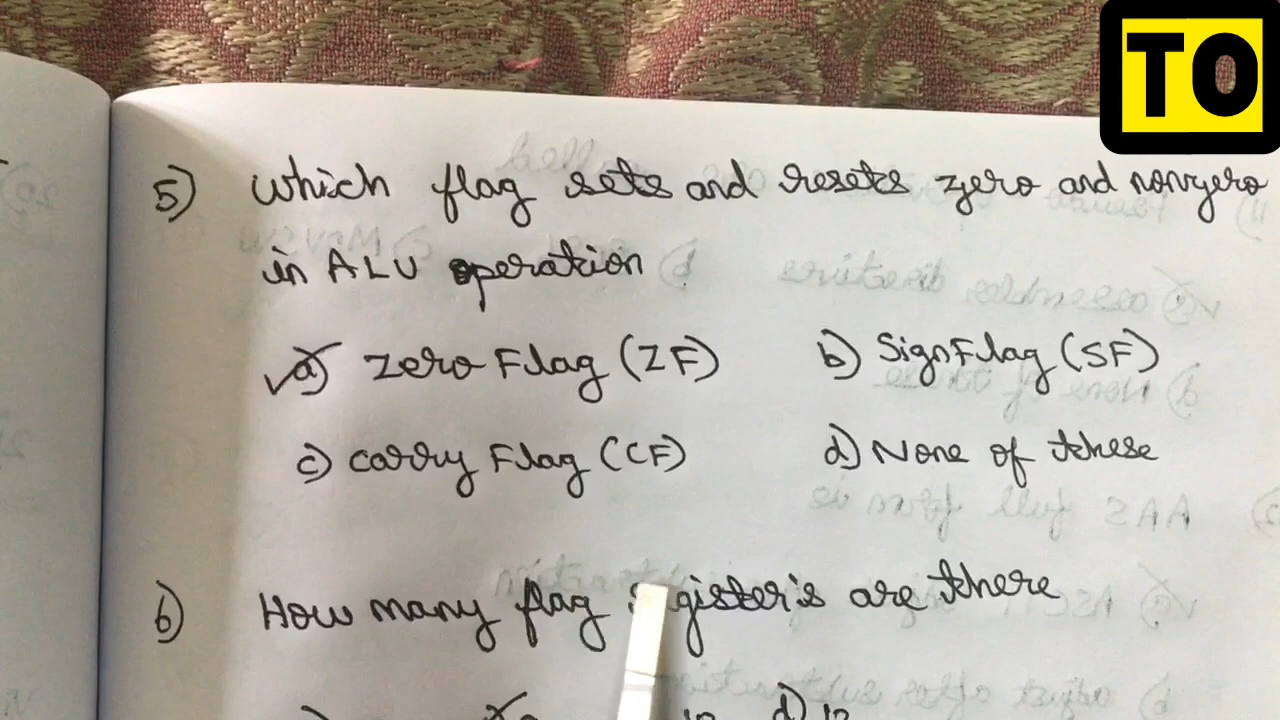 TO
5) Which flag sets and resets zero and nonzero
in ALU operation
a) Zero Flag (ZF) b) Sign Flag (SF)
c) Carry Flag (CF) d) None of these
6) How many flag are there
d) 12